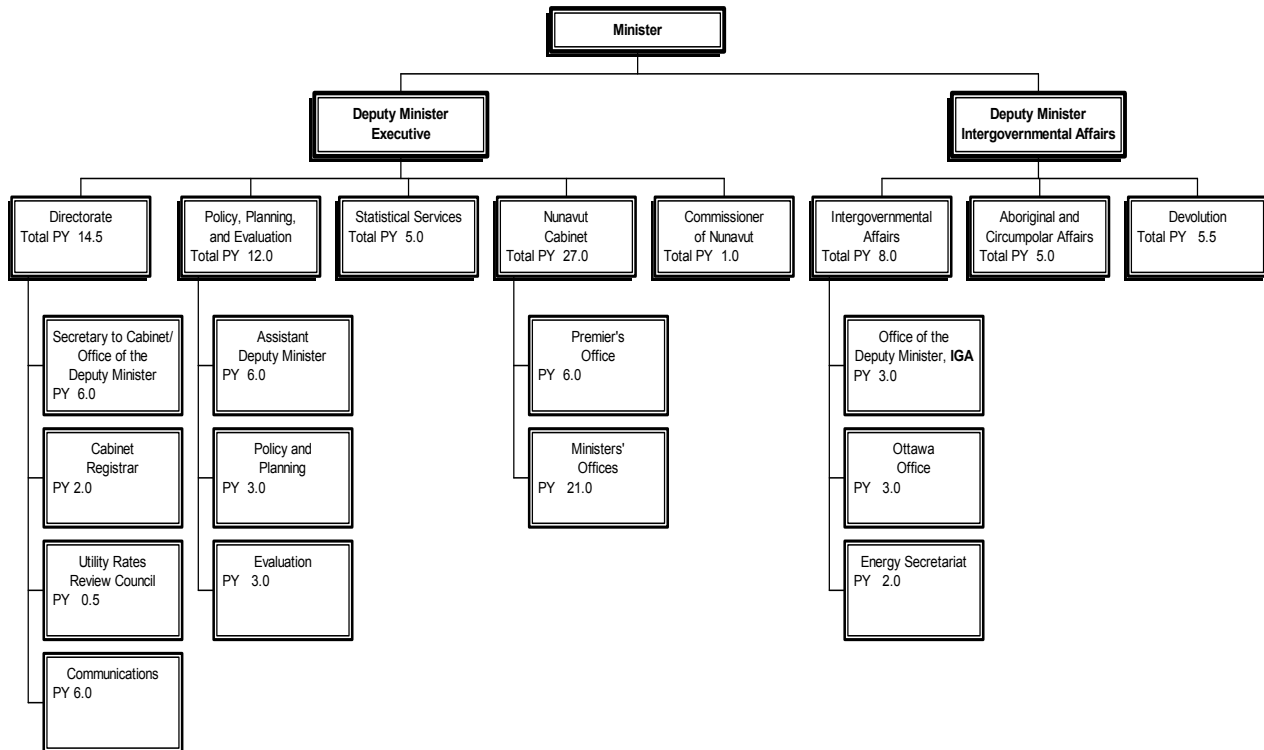 Minister
Deputy Minister
Executive
Deputy Minister
Intergovernmental Affairs
Directorate
Total PY 14.5
Policy, Planning,
and Evaluation
Total PY 12.0
Statistical Services
Total PY 5.0
Nunavut
Cabinet
Total PY 27.0
Commissioner
of Nunavut
Total PY 1.0
Intergovernmental
Affairs
Total PY 8.0
Aboriginal and
Circumpolar Affairs
Total PY 5.0
Devolution
Total PY 5.5
Secretary to Cabinet/
Office of the
Deputy Minister
PY 6.0
Cabinet
Registrar
PY 2.0
Utility Rates
Review Council
PY 0.5
Communications
PY 6.0
Assistant
Deputy Minister
PY 6.0
Policy and
Planning
PY 3.0
Evaluation
PY 3.0
Premier's
Office
PY 6.0
Ministers'
Offices
PY 21.0
Office of the
Deputy Minister, IGA
PY 3.0
Ottawa
Office
PY 3.0
Energy Secretariat
PY 2.0